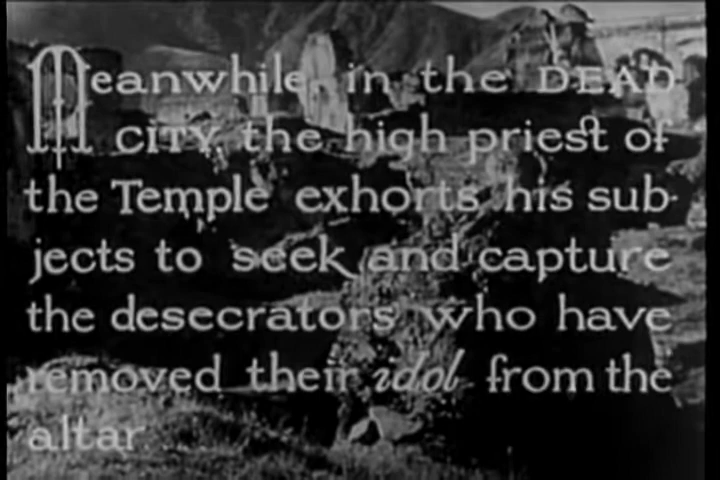 Meanwhile, in the DEAD
CITY, the high priest of
the Temple exhorts his sub-
jects to seek and capture
the desecrators who have
removed their idol from the
altar ....